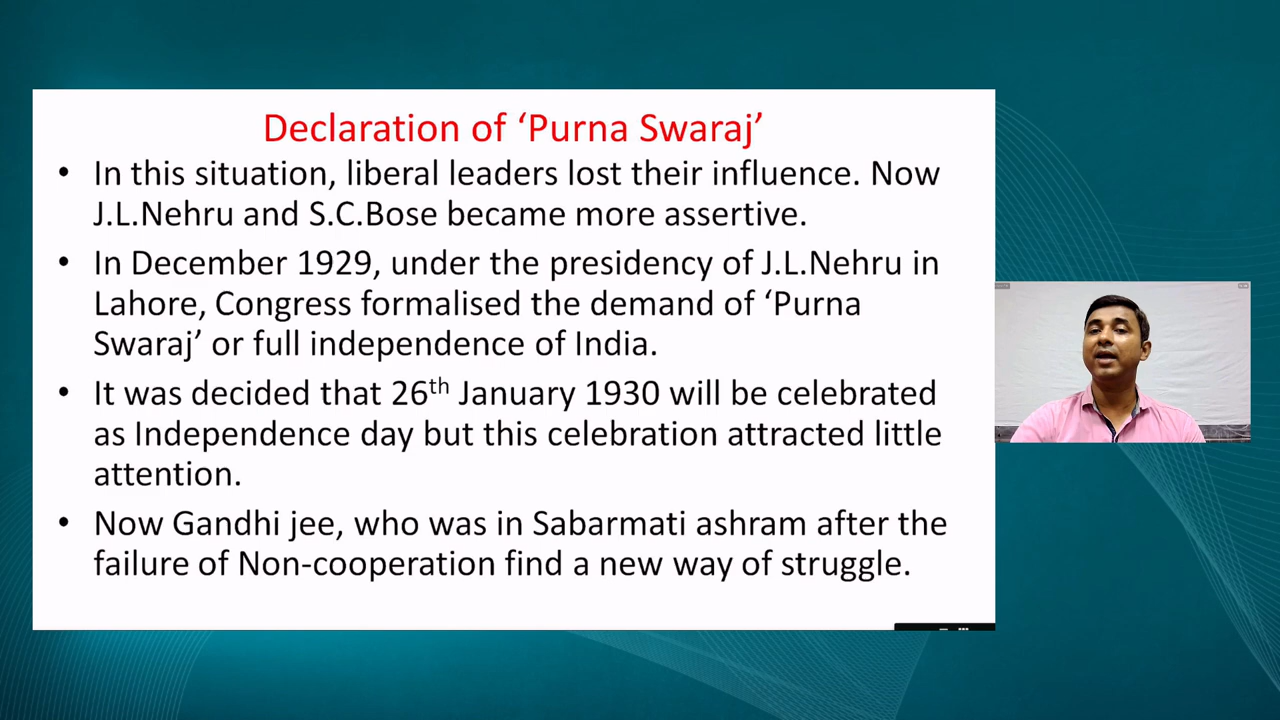 Declaration of ‘Purna Swaraj’
• In this situation, liberal leaders lost their influence. Now
J.L.Nehru and S.C.Bose became more assertive.
• In December 1929, under the presidency of J.L.Nehru in
Lahore, Congress formalised the demand of ‘Purna
Swaraj’ or full independence of India.
• It was decided that 26th January 1930 will be celebrated
as Independence day but this celebration attracted little
attention.
• Now Gandhi jee, who was in Sabarmati ashram after the
failure of Non-cooperation find a new way of struggle.